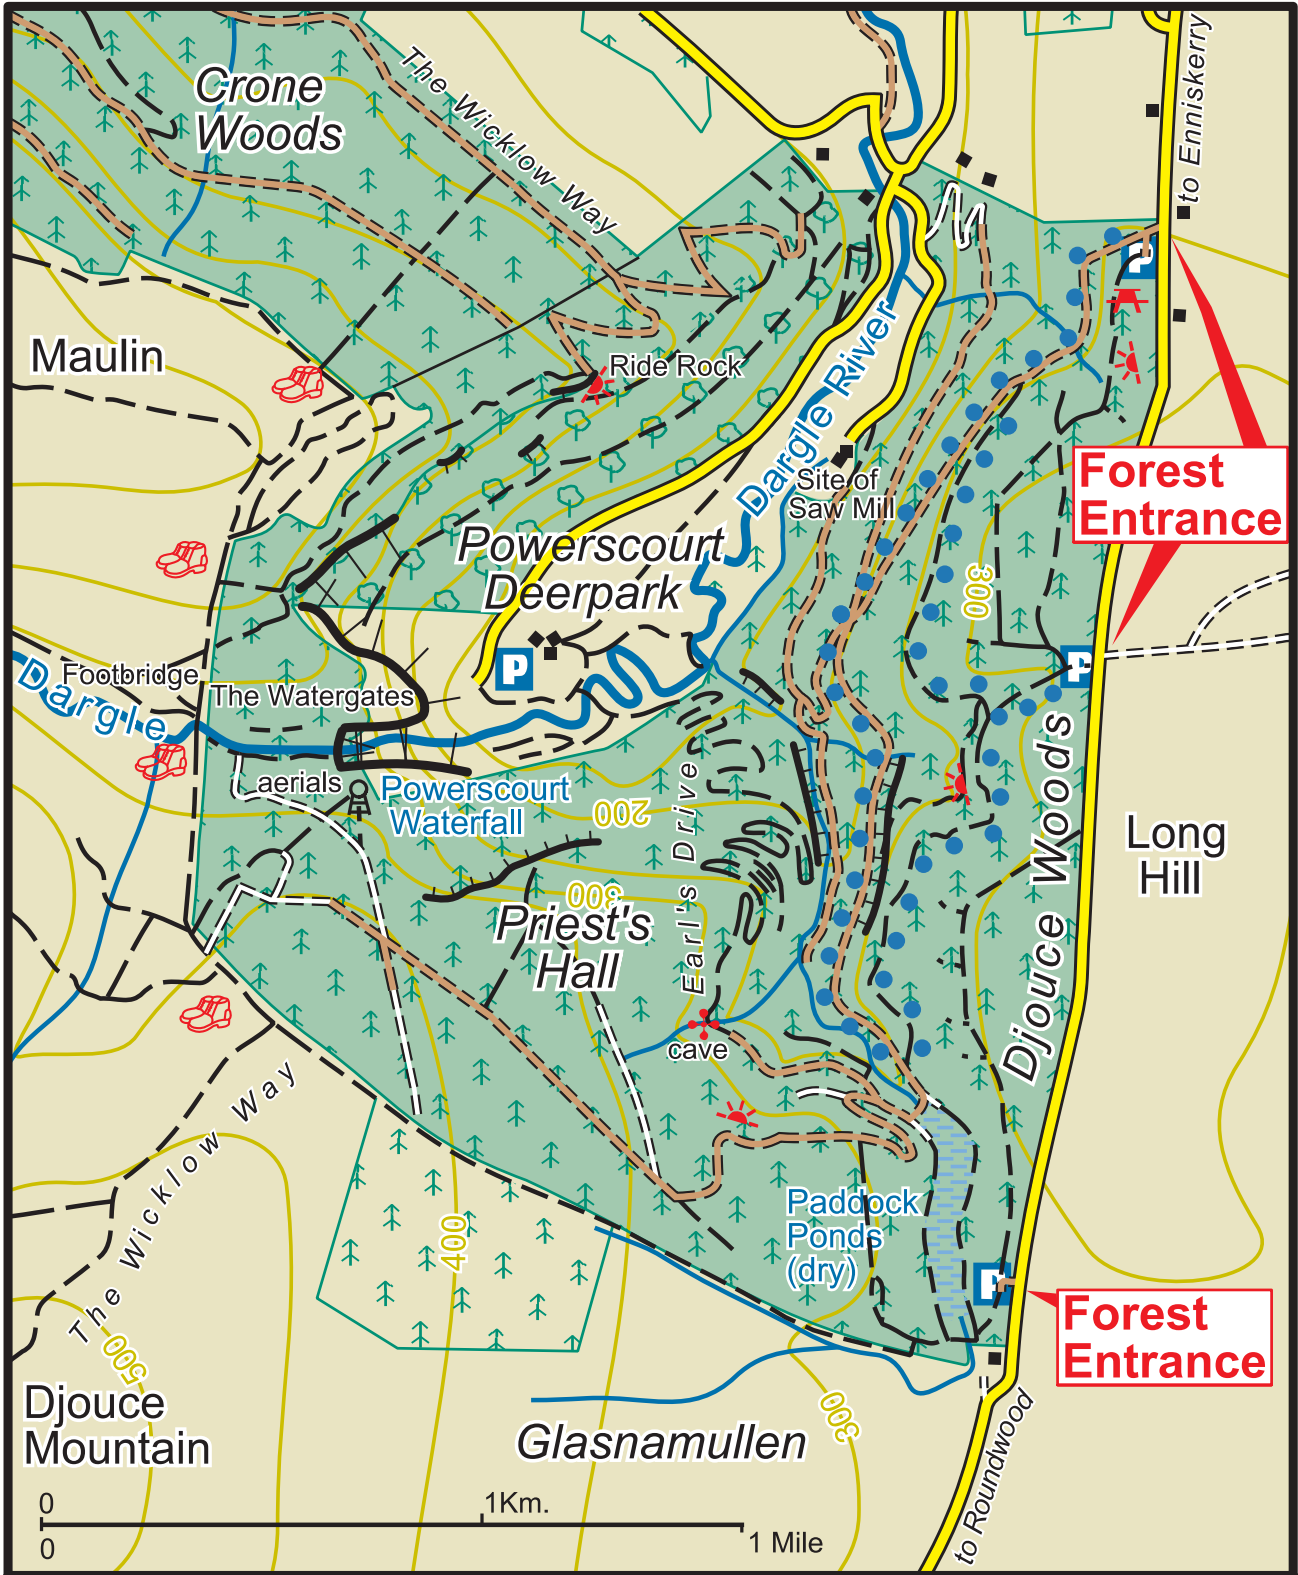 Crone
Woods
The Wicklow Way
to Enniskerry
P
Maulin
Ride Rock
Dargle River
Forest
Entrance
Site of
Saw Mill
Powerscourt
Deerpark
300
P
P
Footbridge
The Watergates
Dargle
aerials
Powerscourt
Waterfall
200
Earl's Drive
Djouce Woods
Long
Hill
300
Priest's
Hall
cave
The Wicklow Way
400
Paddock
Ponds
(dry)
P
Forest
Entrance
500
Djouce
Mountain
300
Glasnamullen
to Roundwood
0
1Km.
0
1 Mile